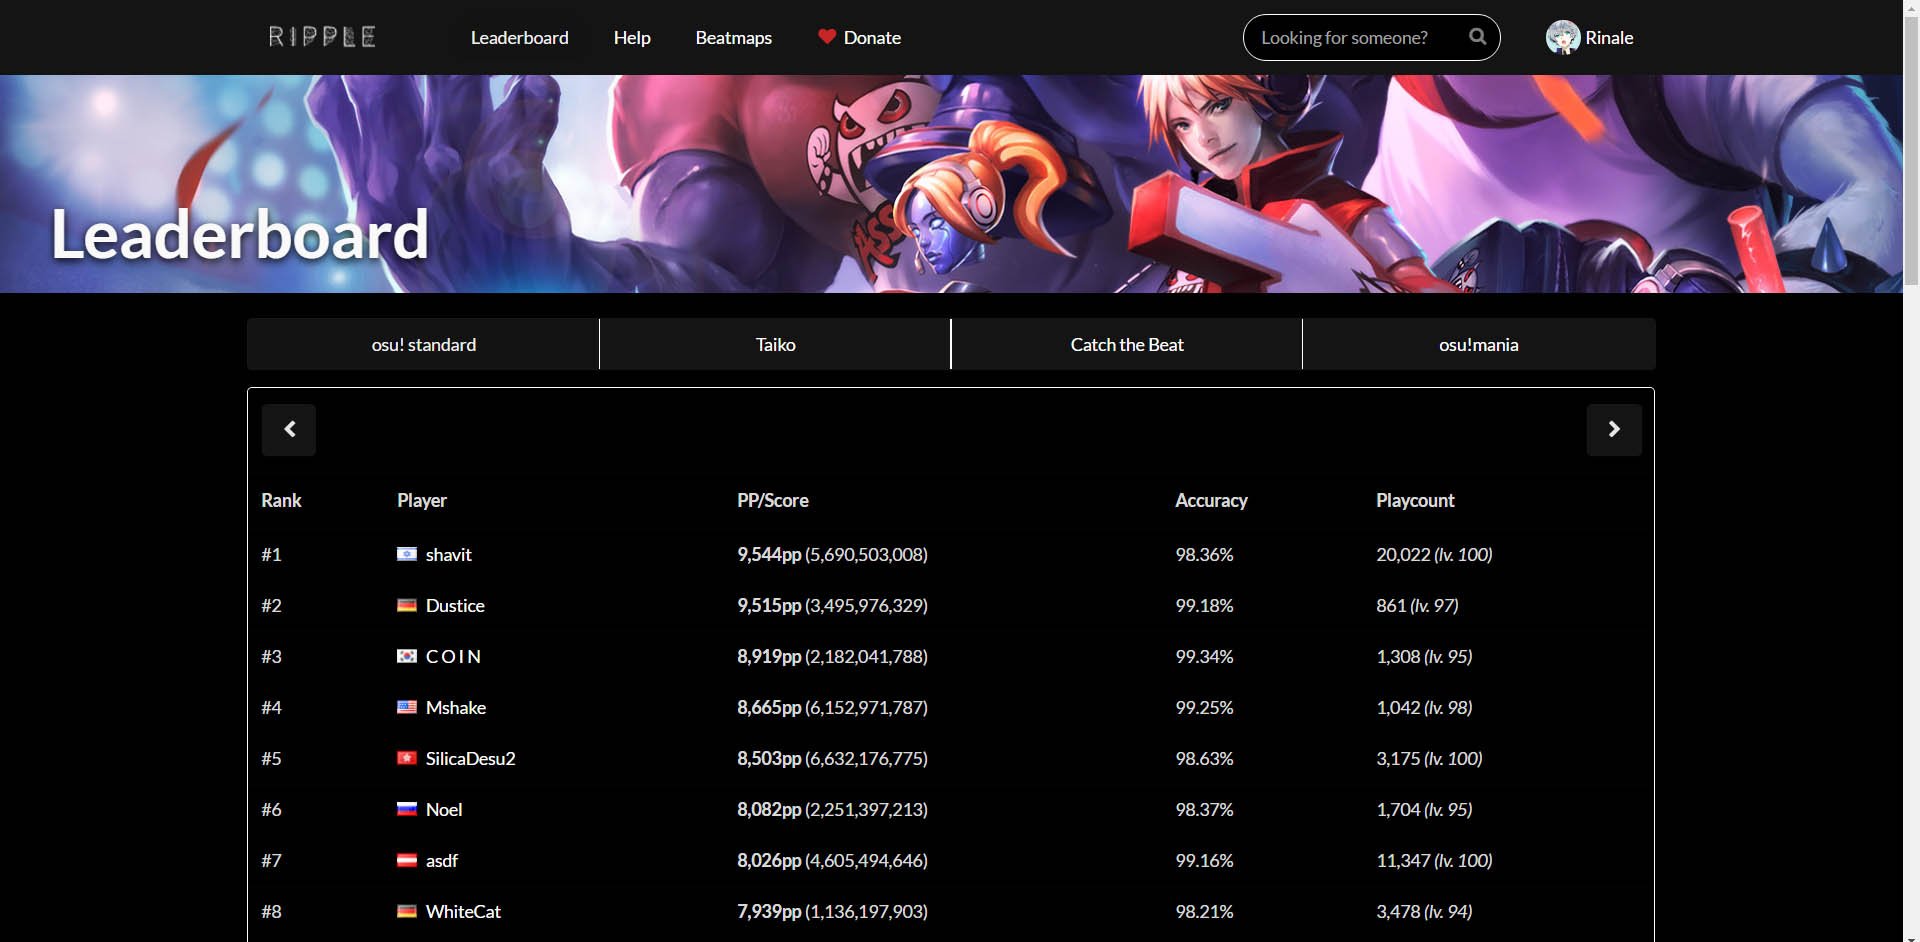 RIPPLE Leaderboard Help Beatmaps Donate Looking for someone? Rinale
Leaderboard
osu! standard Taiko Catch the Beat osu!mania
Rank Player PP/Score Accuracy Playcount
#1 shavit 9,544pp (5,690,503,008) 98.36% 20,022 (lv. 100)
#2 Dustice 9,515pp (3,495,976,329) 99.18% 861 (lv. 97)
#3 C O I N 8,919pp (2,182,041,788) 99.34% 1,308 (lv. 95)
#4 Mshake 8,665pp (6,152,971,787) 99.25% 1,042 (lv. 98)
#5 SilicaDesu2 8,503pp (6,632,176,775) 98.63% 3,175 (lv. 100)
#6 Noel 8,082pp (2,251,397,213) 98.37% 1,704 (lv. 95)
#7 asdf 8,026pp (4,605,494,646) 99.16% 11,347 (lv. 100)
#8 WhiteCat 7,939pp (1,136,197,903) 98.21% 3,478 (lv. 94)